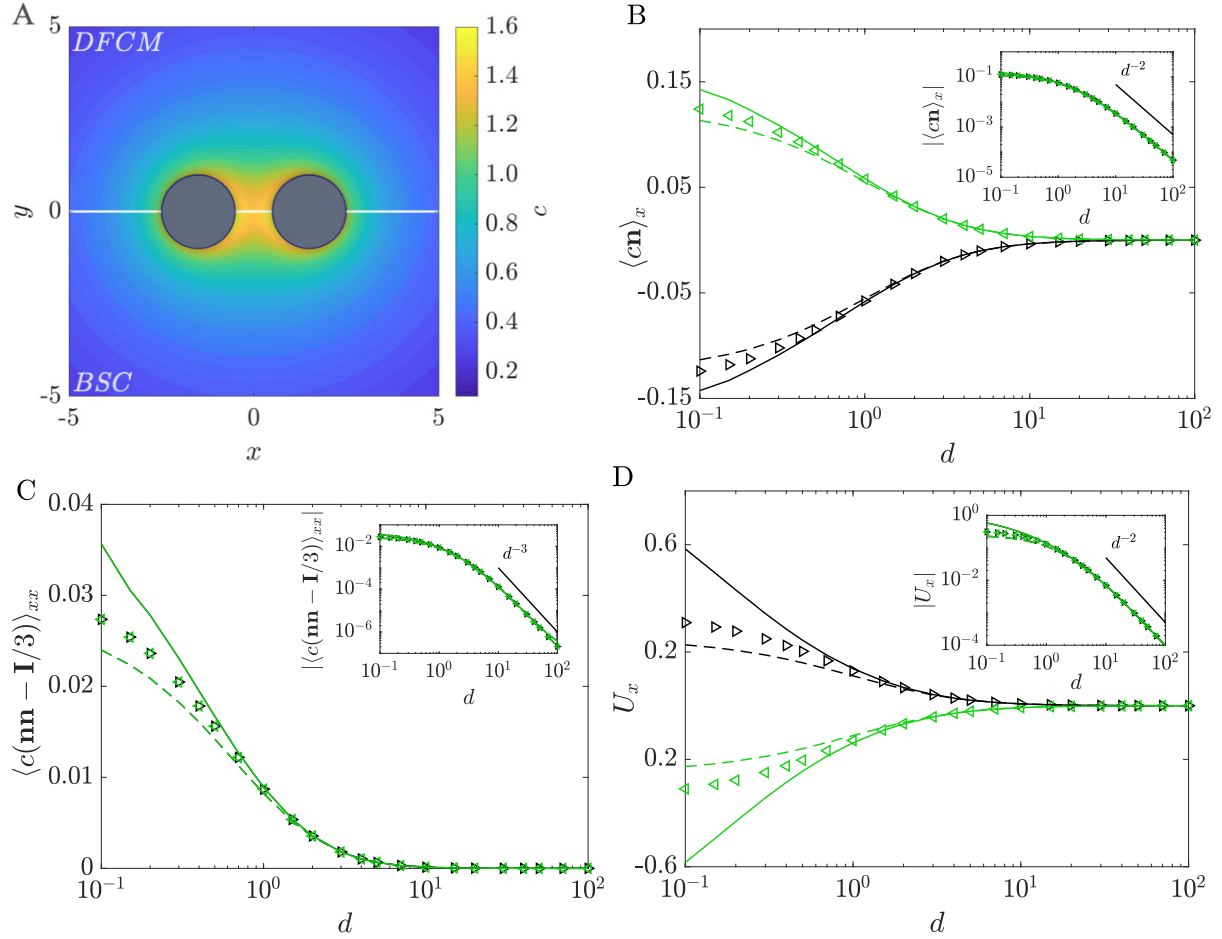 A
DFCM
BSC
5
0
-5
y
-5
0
5
x
1.6
1.4
1.2
1.0
0.8
0.6
0.4
0.2
c
B
0.15
0.05
-0.05
-0.15
⟨cn⟩x
10^-1
10^0
10^1
10^2
d
10^-1
10^-3
10^-5
|⟨cn⟩x|
d^-2
10^-1
10^0
10^1
10^2
d
C
0.04
0.03
0.02
0.01
0
⟨c(nn − I/3)⟩xx
10^-1
10^0
10^1
10^2
d
10^-2
10^-4
10^-6
|⟨c(nn − I/3)⟩xx|
d^-3
10^-1
10^0
10^1
10^2
d
D
0.6
0.2
0.2
-0.6
Ux
10^-1
10^0
10^1
10^2
d
10^0
10^-2
10^-4
|Ux|
d^-2
10^-1
10^0
10^1
10^2
d